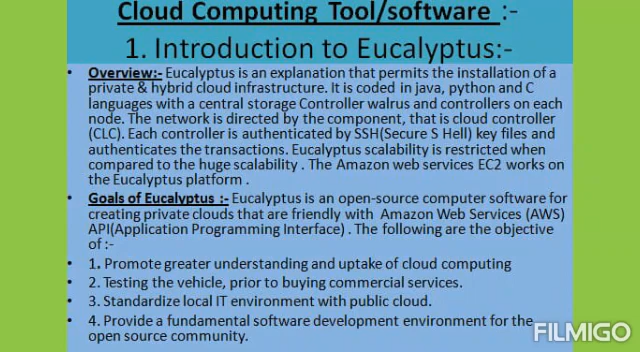 Cloud Computing Tool/software :-
1. Introduction to Eucalyptus:-
• Overview:- Eucalyptus is an explanation that permits the installation of a
private & hybrid cloud infrastructure. It is coded in java, python and C
languages with a central storage Controller walrus and controllers on each
node. The network is directed by the component, that is cloud controller
(CLC). Each controller is authenticated by SSH(Secure S Hell) key files and
authenticates the transactions. Eucalyptus scalability is restricted when
compared to the huge scalability . The Amazon web services EC2 works on
the Eucalyptus platform .
• Goals of Eucalyptus :- Eucalyptus is an open-source computer software for
creating private clouds that are friendly with Amazon Web Services (AWS)
API(Application Programming Interface) . The following are the objective
of :-
• 1. Promote greater understanding and uptake of cloud computing
• 2. Testing the vehicle, prior to buying commercial services.
• 3. Standardize local IT environment with public cloud.
• 4. Provide a fundamental software development environment for the
open source community.
FILMIGO